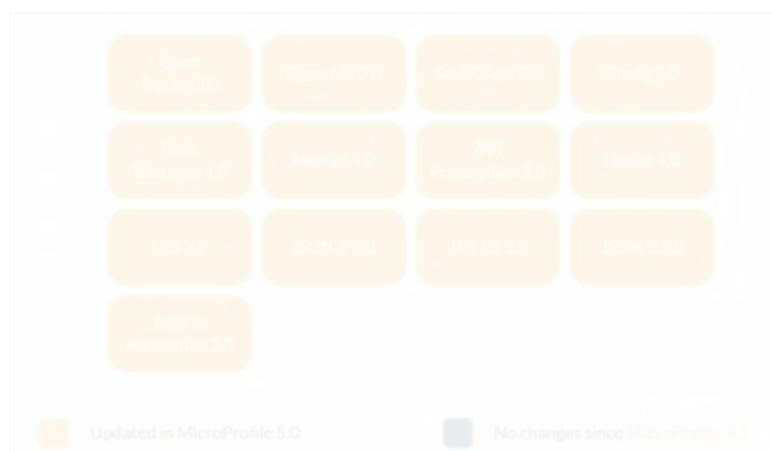 Open
Tracing 3.0
Open API 3.0
Rest Client 3.0
Config 3.0
Fault
Tolerance 4.0
Metrics 4.0
JWT
Propagation 2.0
Health 4.0
CDI 3.0
JSON-P 2.0
JAX-RS 3.0
JSON-B 2.0
Jakarta
Annotation 2.0
Updated in MicroProfile 5.0
No changes since MicroProfile 4.1